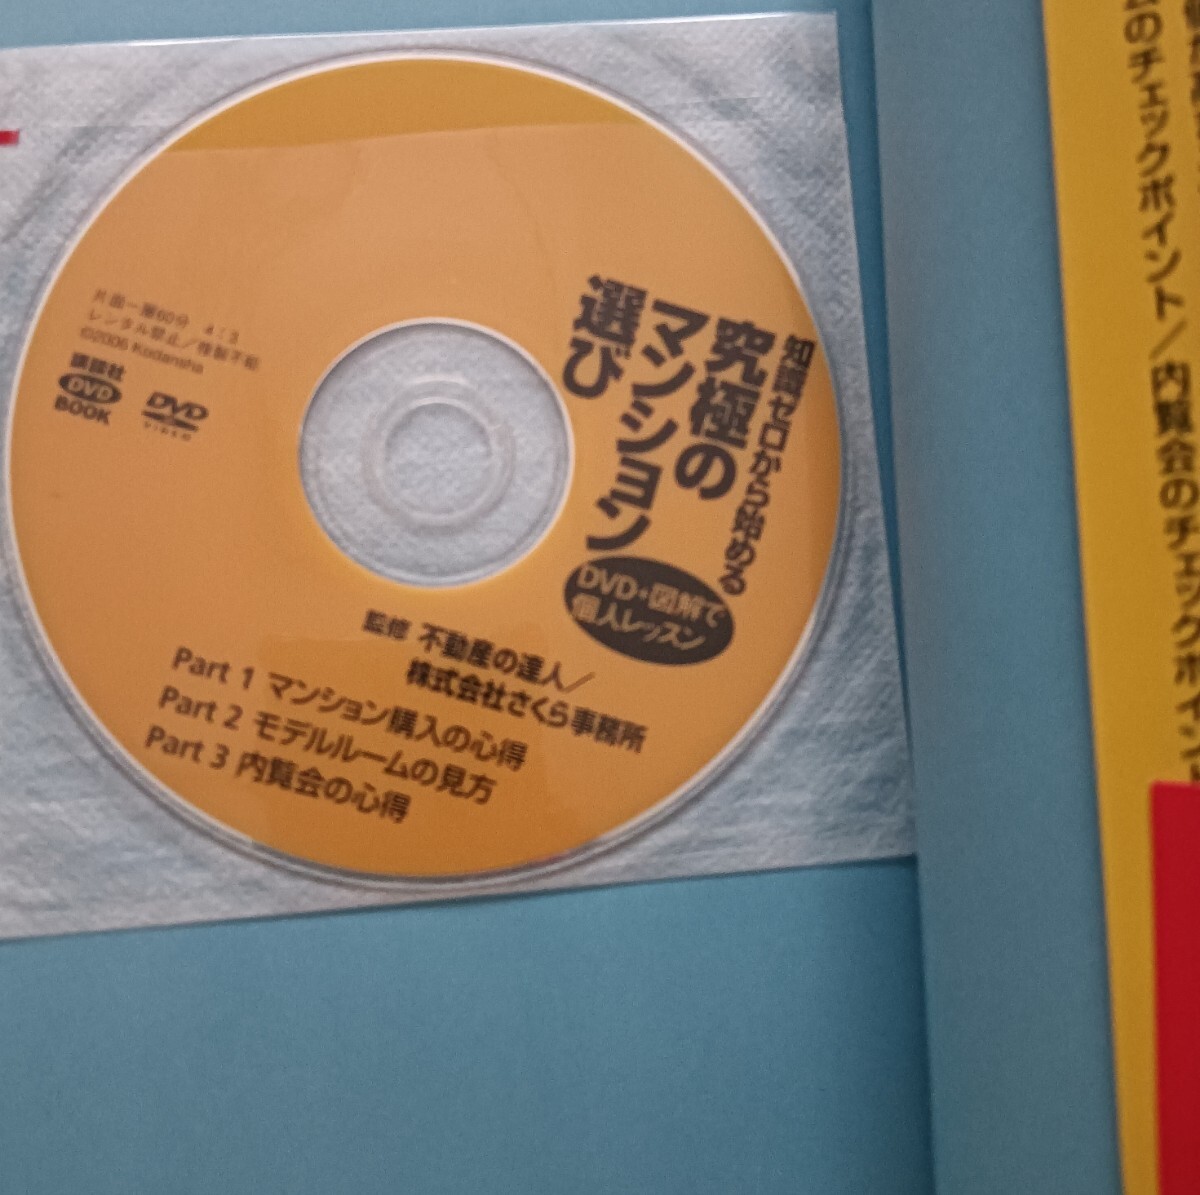 知識ゼロから始める
究極の
マンション
選び
DVD+図解で
個人レッスン
監修 不動産の達人／
株式会社さくら事務所
Part 1 マンション購入の心得
Part 2 モデルルームの見方
Part 3 内覧会の心得
片面一層60分 4:3
レンタル禁止／複製不能
©2006 Kodansha
講談社
DVD
BOOK
DVD
VIDEO
ムのチェックポイント／内覧会のチェックポイント